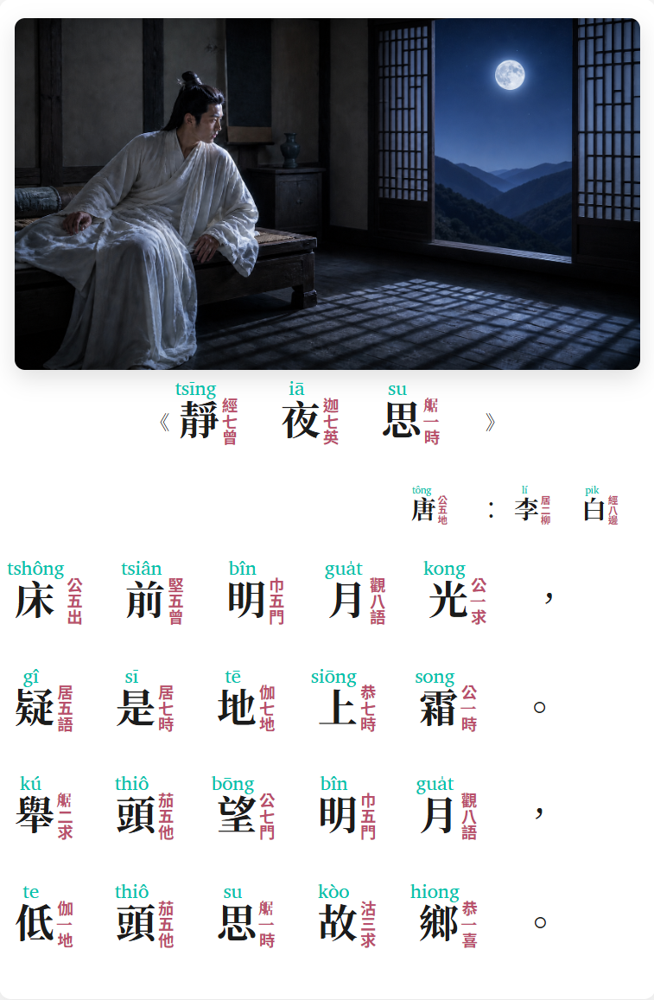 tsīng iā su
《靜經七曾 夜迦七英 思艍一時》
tông lí pi̍k
唐公五地：李居二柳 白經八邊
tshông tsiân bîn gua̍t kong
床公五出 前堅五曾 明巾五門 月觀八語 光公一求，
gî sī tē siōng song
疑居五語 是居七時 地伽七地 上恭七時 霜公一時。
kú thiô bōng bîn gua̍t
舉艍二求 頭茄五他 望公七門 明巾五門 月觀八語，
te thiô su kòo hiong
低伽一地 頭茄五他 思艍一時 故沽三求 鄉恭一喜。